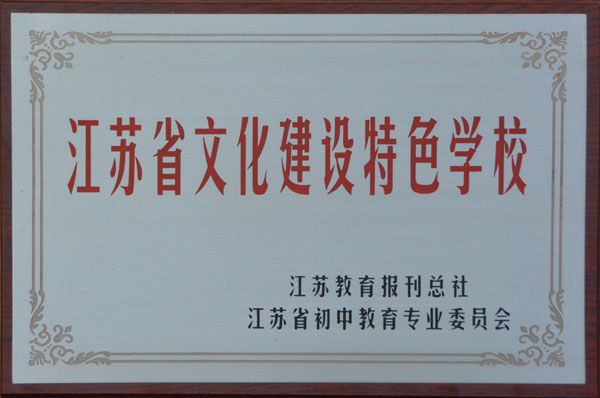 江苏省文化建设特色学校
江苏教育报刊总社
江苏省初中教育专业委员会